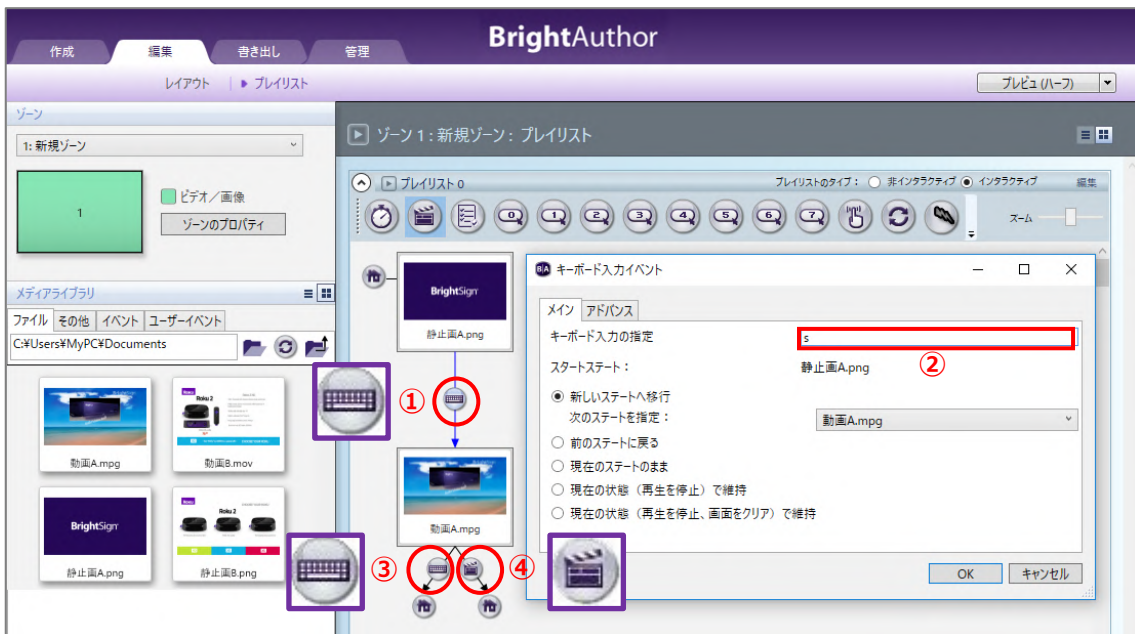 BrightAuthor
作成 編集 書き出し 管理
レイアウト ▶ プレイリスト
プレビュ (ハーフ)
ゾーン
1: 新規ゾーン
1
ビデオ／画像
ゾーンのプロパティ
メディアライブラリ
ファイル その他 イベント ユーザーイベント
C:¥Users¥MyPC¥Documents
動画A.mpg
Roku 2
動画B.mov
BrightSign
静止画A.png
Roku 2
静止画B.png
ゾーン 1 : 新規ゾーン : プレイリスト
プレイリスト 0
プレイリストのタイプ： 非インタラクティブ インタラクティブ 編集
0 1 2 3 4 5 6 7
ズーム
BrightSign
静止画A.png
①
動画A.mpg
③
④
B|A キーボード入力イベント
メイン アドバンス
キーボード入力の指定
s
②
スタートステート：
静止画A.png
新しいステートへ移行
次のステートを指定：
動画A.mpg
前のステートに戻る
現在のステートのまま
現在の状態（再生を停止）で維持
現在の状態（再生を停止、画面をクリア）で維持
OK キャンセル